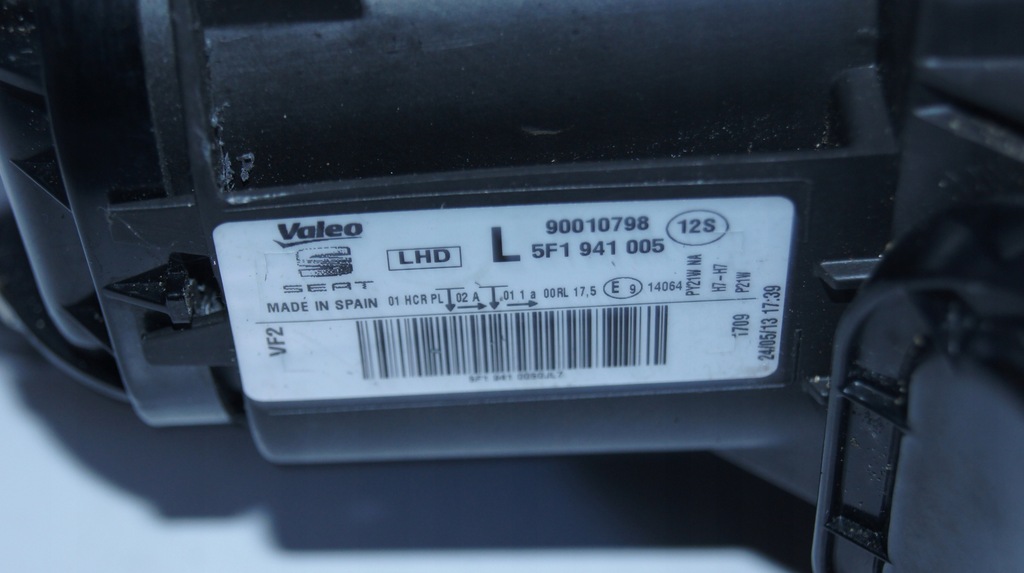 Valeo
SEAT
MADE IN SPAIN
LHD
L
90010798
5F1 941 005
12S
01 HCR PL 02 A 01 1 a 00RL 17,5 E 9 14064
PY21W NA
H7-H7
P21W
VF2
1709
24/05/13 17:39